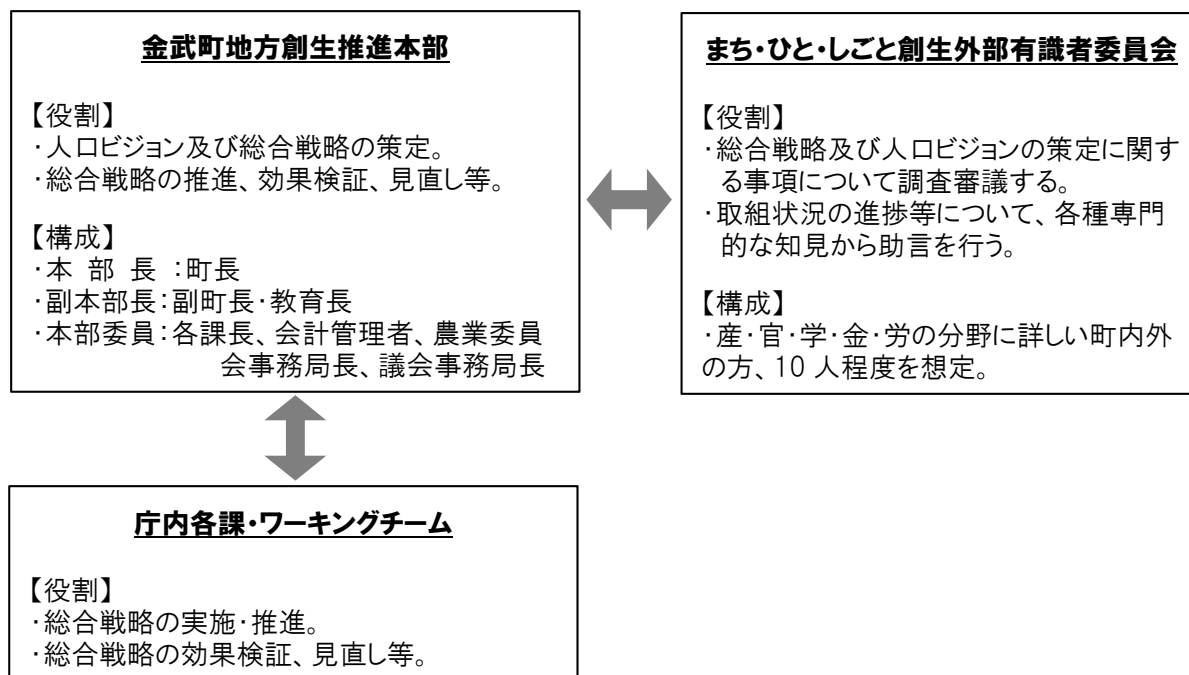 金武町地方創生推進本部
【役割】
・人口ビジョン及び総合戦略の策定。
・総合戦略の推進、効果検証、見直し等。
【構成】
・本 部 長 ：町長
・副本部長：副町長・教育長
・本部委員：各課長、会計管理者、農業委員
会事務局長、議会事務局長
まち・ひと・しごと創生外部有識者委員会
【役割】
・総合戦略及び人口ビジョンの策定に関す
る事項について調査審議する。
・取組状況の進捗等について、各種専門
的な知見から助言を行う。
【構成】
・産・官・学・金・労の分野に詳しい町内外
の方、10 人程度を想定。
庁内各課・ワーキングチーム
【役割】
・総合戦略の実施・推進。
・総合戦略の効果検証、見直し等。